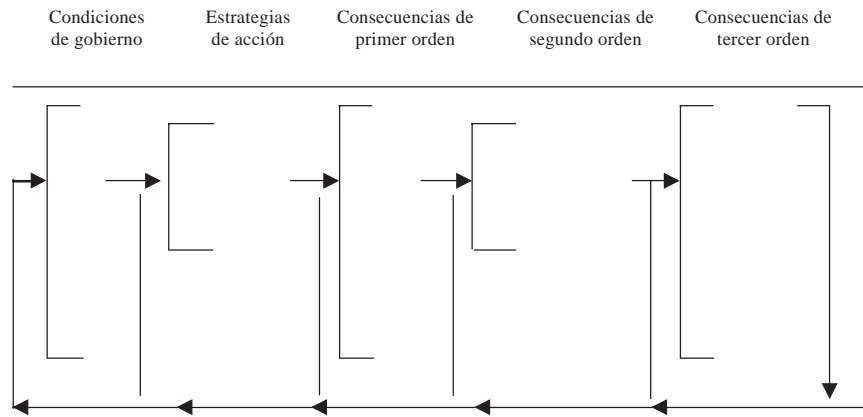 Condiciones
de gobierno
Estrategias
de acción
Consecuencias de
primer orden
Consecuencias de
segundo orden
Consecuencias de
tercer orden